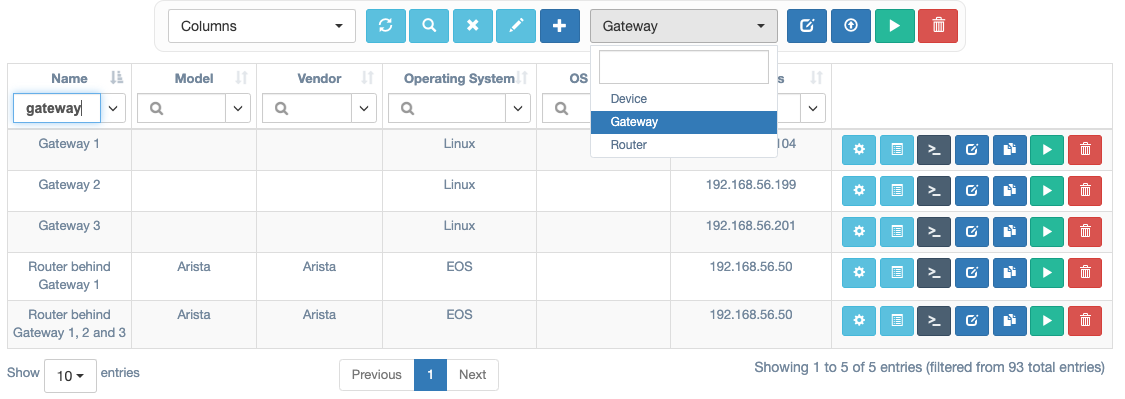 Columns
Gateway
Device
Gateway
Router
Name Model Vendor Operating System OS s
gateway
Gateway 1 Linux 104
Gateway 2 Linux 192.168.56.199
Gateway 3 Linux 192.168.56.201
Router behind Arista Arista EOS 192.168.56.50
Gateway 1
Router behind Arista Arista EOS 192.168.56.50
Gateway 1, 2 and 3
Show 10 entries Previous 1 Next Showing 1 to 5 of 5 entries (filtered from 93 total entries)